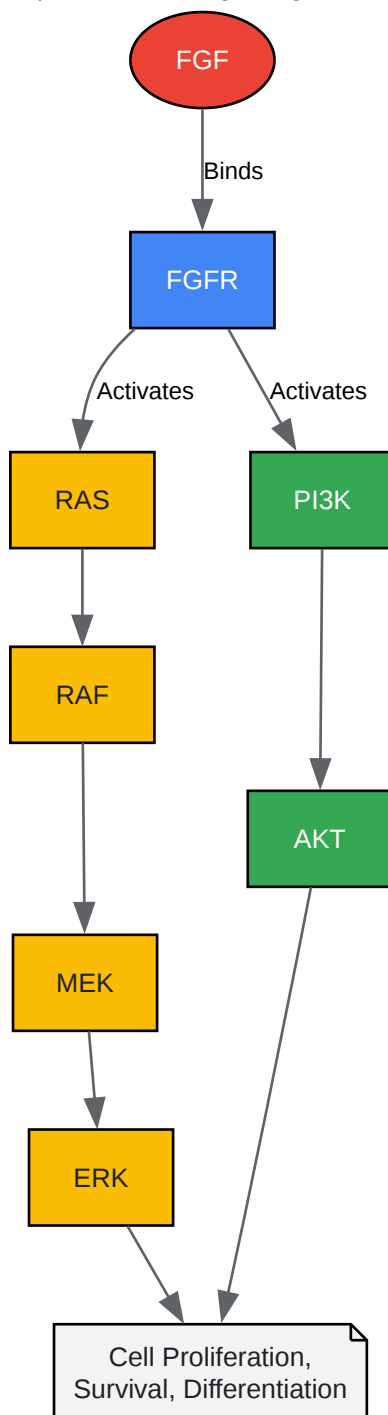 FGF
Binds
FGFR
Activates
Activates
RAS
PI3K
RAF
AKT
MEK
ERK
Cell Proliferation,
Survival, Differentiation